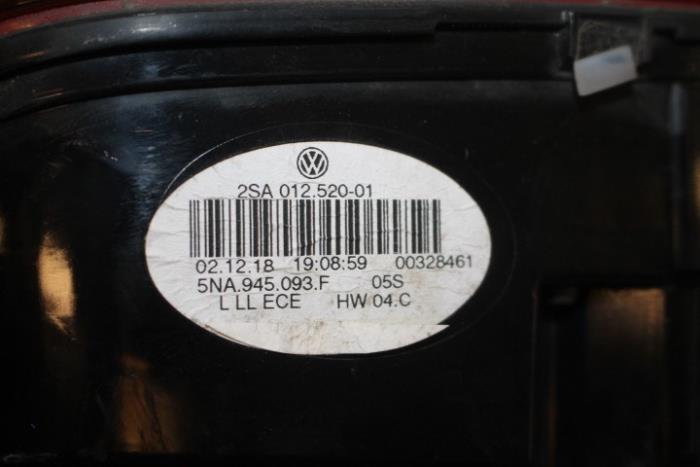 2SA 012.520-01
02.12.18 19:08:59 00328461
5NA.945.093.F 05S
L LL ECE HW 04.C